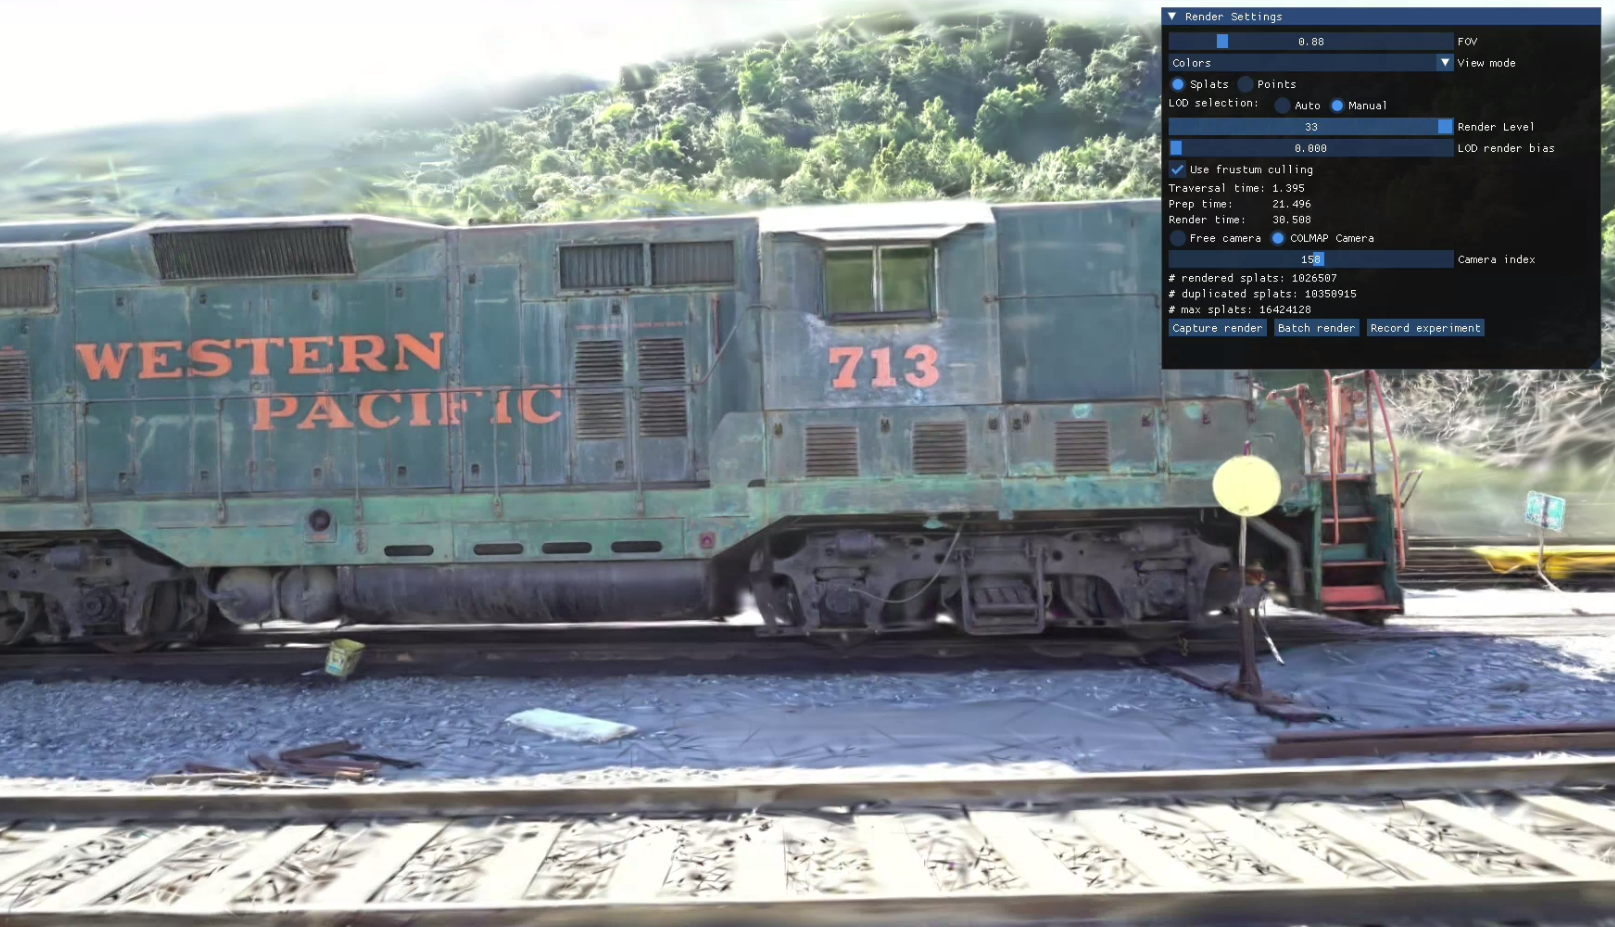 Render Settings
0.88 FOV
Colors View mode
Splats Points
LOD selection: Auto Manual
33 Render Level
0.000 LOD render bias
Use frustum culling
Traversal time: 1.395
Prep time: 21.496
Render time: 30.508
Free camera COLMAP Camera
158 Camera index
# rendered splats: 1026507
# duplicated splats: 10350915
# max splats: 16424128
Capture render Batch render Record experiment
WESTERN
PACIFIC
713